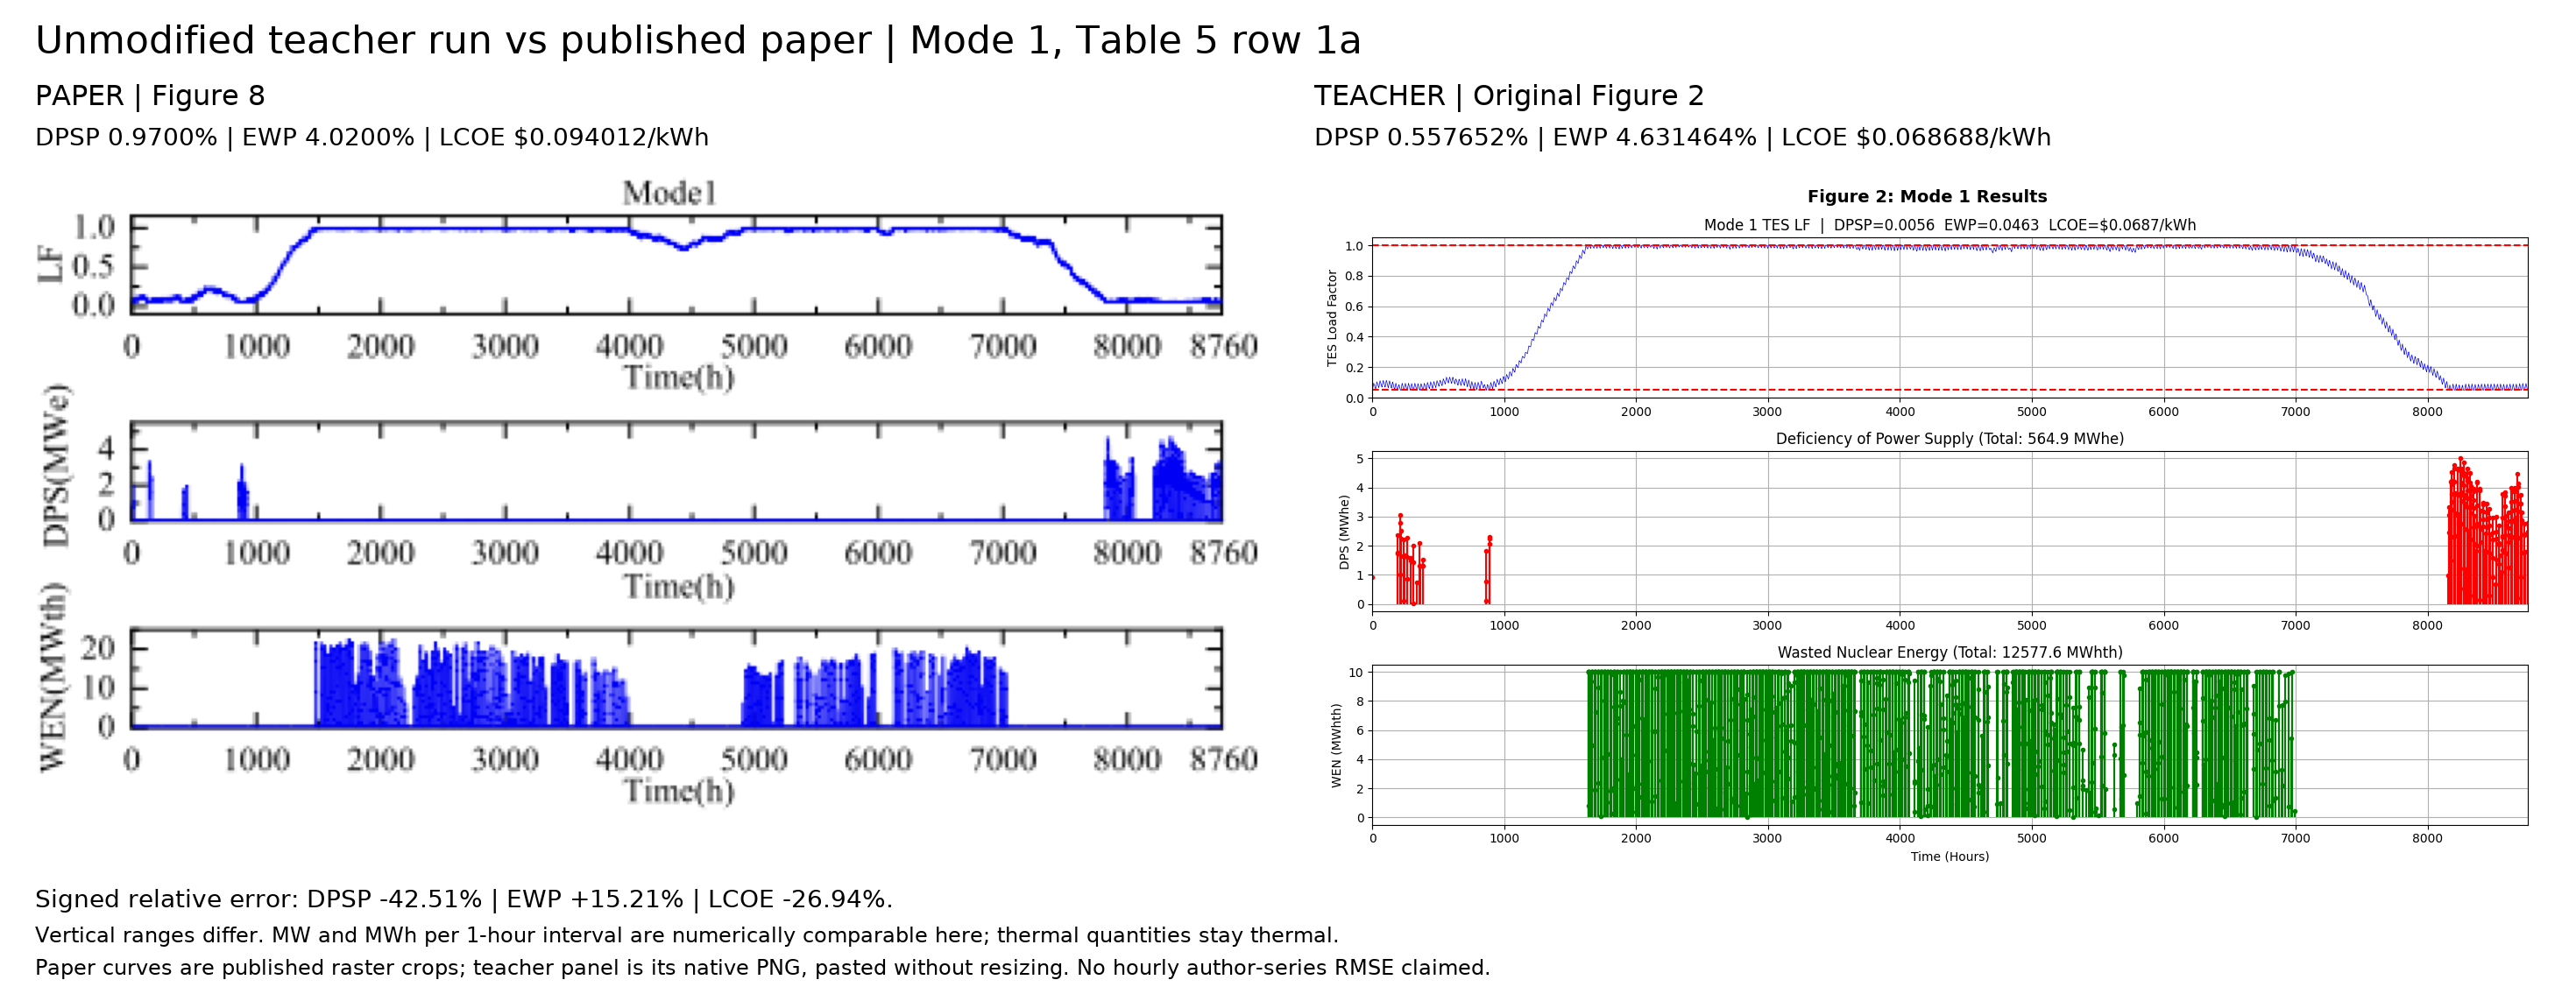 Unmodified teacher run vs published paper | Mode 1, Table 5 row 1a
PAPER | Figure 8
DPSP 0.9700% | EWP 4.0200% | LCOE $0.094012/kWh
Mode1
LF
1.0
0.5
0.0
0 1000 2000 3000 4000 5000 6000 7000 8000 8760
Time(h)
DPS(MWe)
4
2
0
0 1000 2000 3000 4000 5000 6000 7000 8000 8760
Time(h)
WEN(MWth)
20
10
0
0 1000 2000 3000 4000 5000 6000 7000 8000 8760
Time(h)
TEACHER | Original Figure 2
DPSP 0.557652% | EWP 4.631464% | LCOE $0.068688/kWh
Figure 2: Mode 1 Results
Mode 1 TES LF | DPSP=0.0056 EWP=0.0463 LCOE=$0.0687/kWh
TES Load Factor
1.0
0.8
0.6
0.4
0.2
0.0
0 1000 2000 3000 4000 5000 6000 7000 8000
Deficiency of Power Supply (Total: 564.9 MWhe)
DPS (MWhe)
5
4
3
2
1
0
0 1000 2000 3000 4000 5000 6000 7000 8000
Wasted Nuclear Energy (Total: 12577.6 MWhth)
WEN (MWhth)
10
8
6
4
2
0
0 1000 2000 3000 4000 5000 6000 7000 8000
Time (Hours)
Signed relative error: DPSP -42.51% | EWP +15.21% | LCOE -26.94%.
Vertical ranges differ. MW and MWh per 1-hour interval are numerically comparable here; thermal quantities stay thermal.
Paper curves are published raster crops; teacher panel is its native PNG, pasted without resizing. No hourly author-series RMSE claimed.